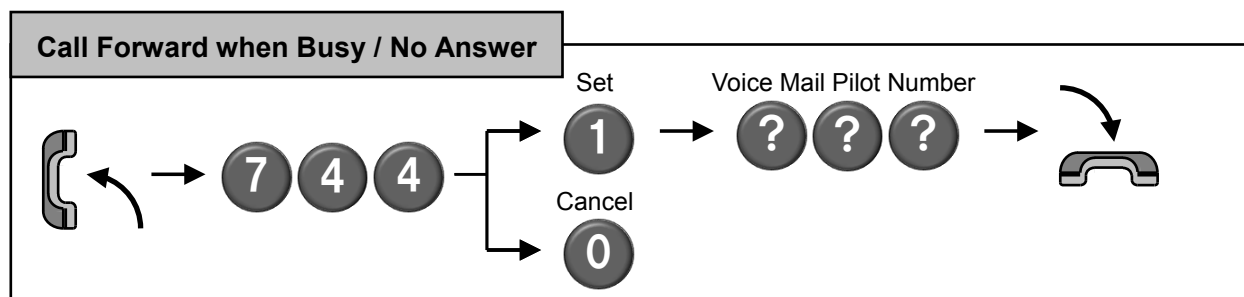 Call Forward when Busy / No Answer
Set
Voice Mail Pilot Number
7 4 4
1
? ? ?
Cancel
0